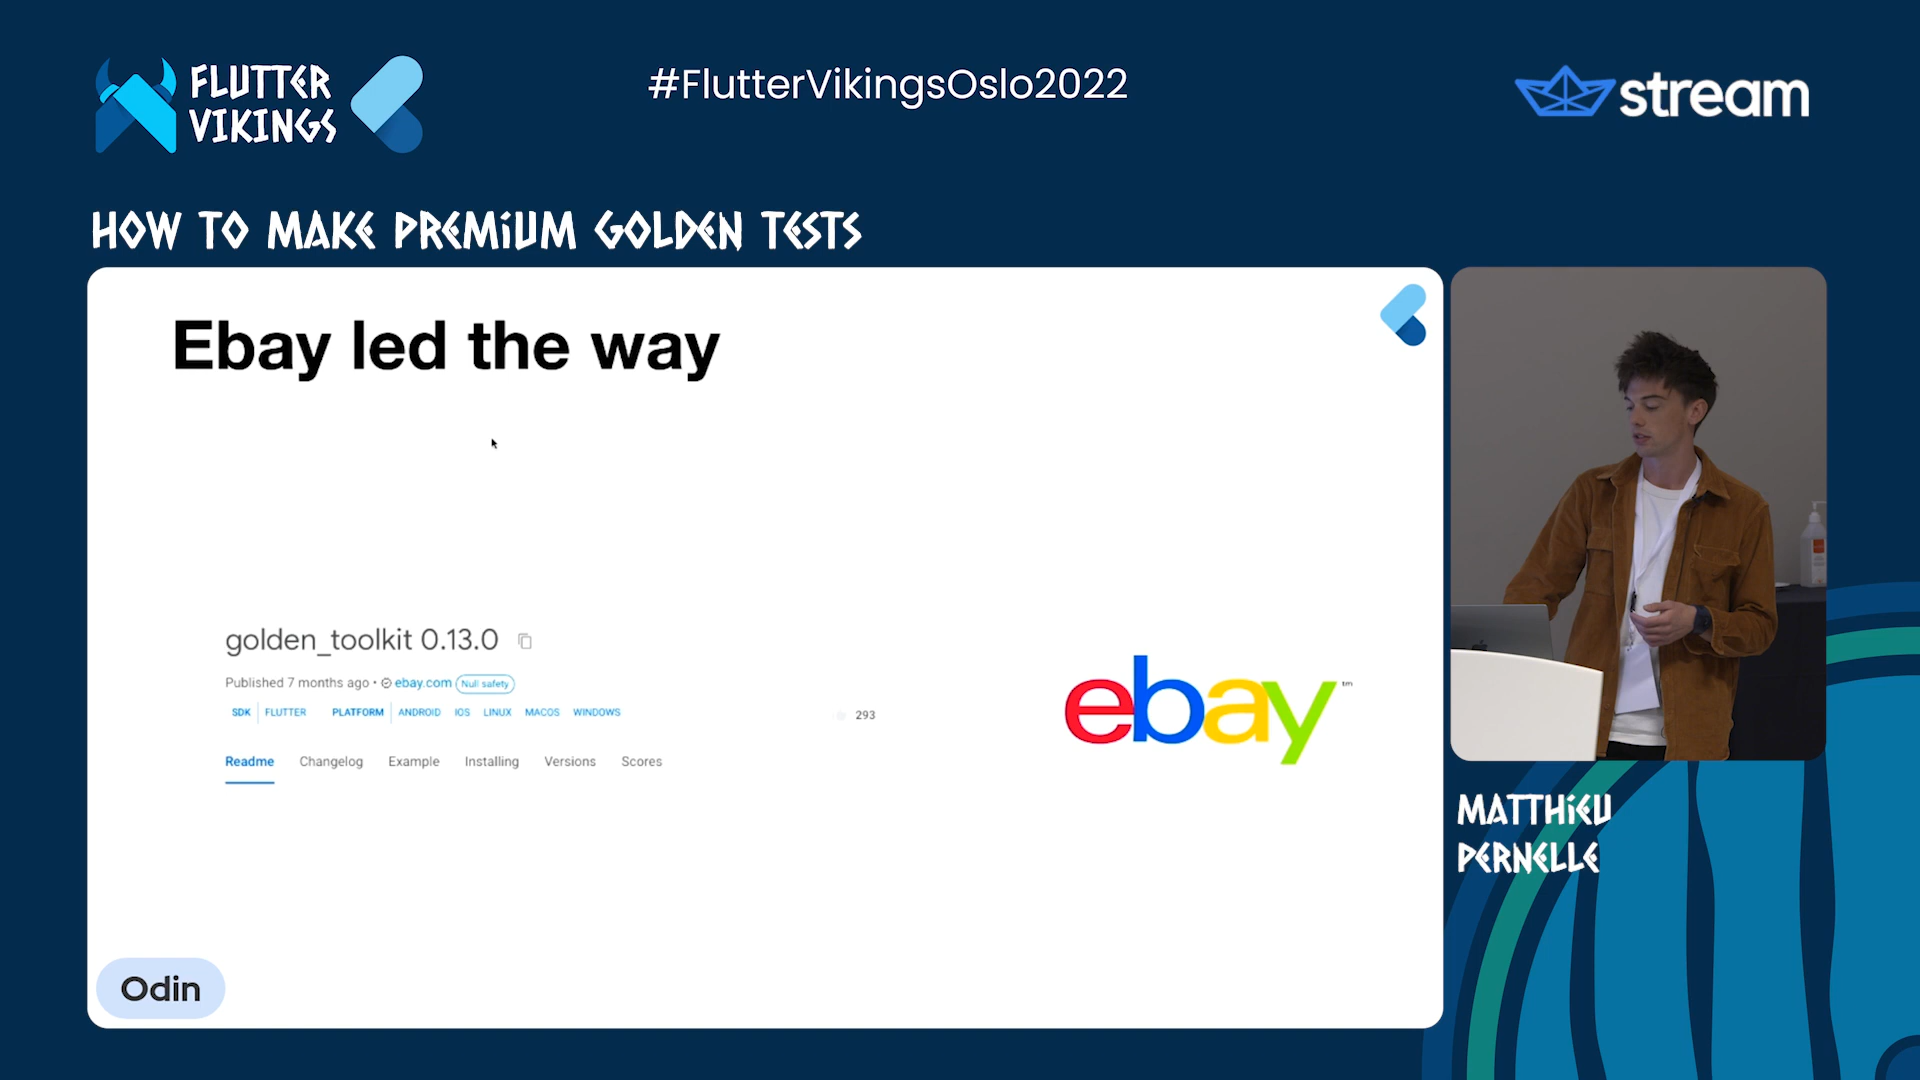 FLUTTER
VIKINGS
#FlutterVikingsOslo2022
stream
HOW TO MAKE PREMIUM GOLDEN TESTS
Ebay led the way
golden_toolkit 0.13.0
Published 7 months ago • ebay.com Null safety
SDK FLUTTER PLATFORM ANDROID IOS LINUX MACOS WINDOWS
293
Readme Changelog Example Installing Versions Scores
ebay™
Odin
MATTHIEU
PERNELLE